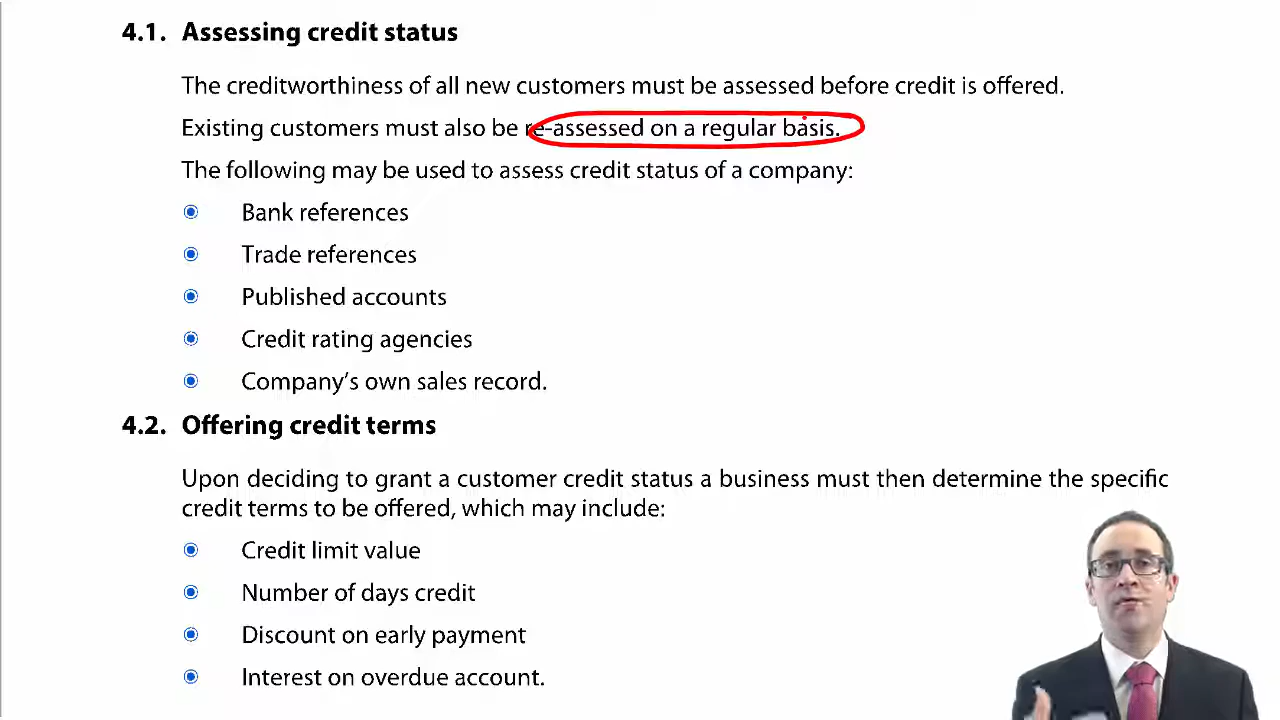 4.1. Assessing credit status
The creditworthiness of all new customers must be assessed before credit is offered.
Existing customers must also be re-assessed on a regular basis.
The following may be used to assess credit status of a company:
Bank references
Trade references
Published accounts
Credit rating agencies
Company's own sales record.
4.2. Offering credit terms
Upon deciding to grant a customer credit status a business must then determine the specific
credit terms to be offered, which may include:
Credit limit value
Number of days credit
Discount on early payment
Interest on overdue account.